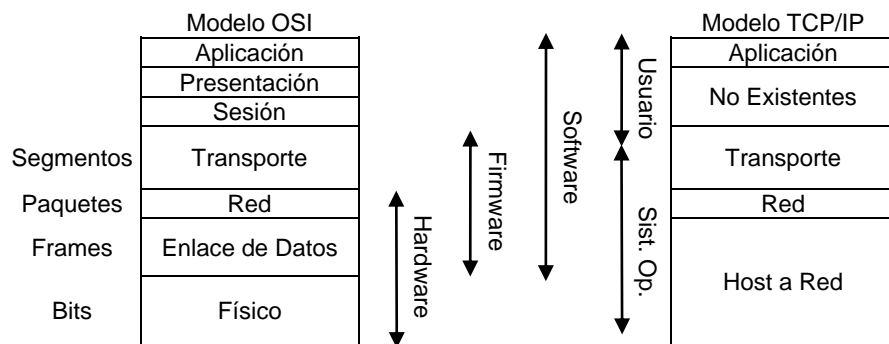 Modelo OSI
Modelo TCP/IP
Aplicación
Presentación
Sesión
Segmentos
Transporte
Paquetes
Red
Frames
Enlace de Datos
Bits
Físico
Hardware
Firmware
Software
Usuario
Sist. Op.
Aplicación
No Existentes
Transporte
Red
Host a Red